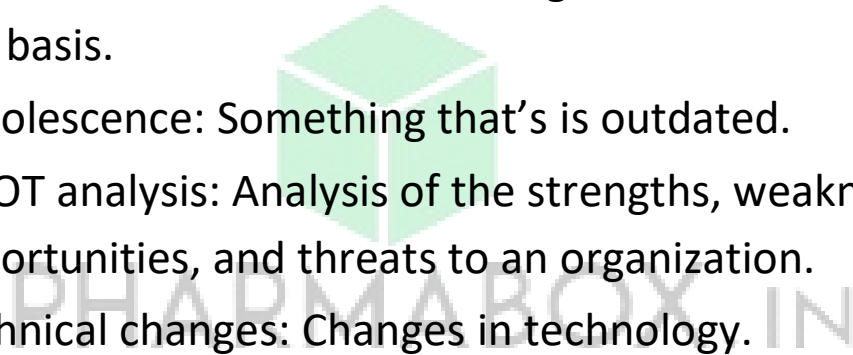 basis.
olescence: Something that's is outdated.
OT analysis: Analysis of the strengths, weakn
ortunities, and threats to an organization.
PHARMABOX IN
hnical changes: Changes in technology.